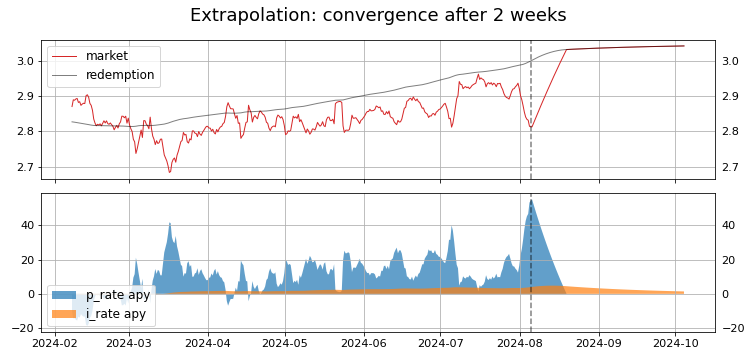 Extrapolation: convergence after 2 weeks
market
redemption
3.0
2.9
2.8
2.7
3.0
2.9
2.8
2.7
40
20
0
−20
40
20
0
−20
p_rate apy
i_rate apy
2024-02 2024-03 2024-04 2024-05 2024-06 2024-07 2024-08 2024-09 2024-10